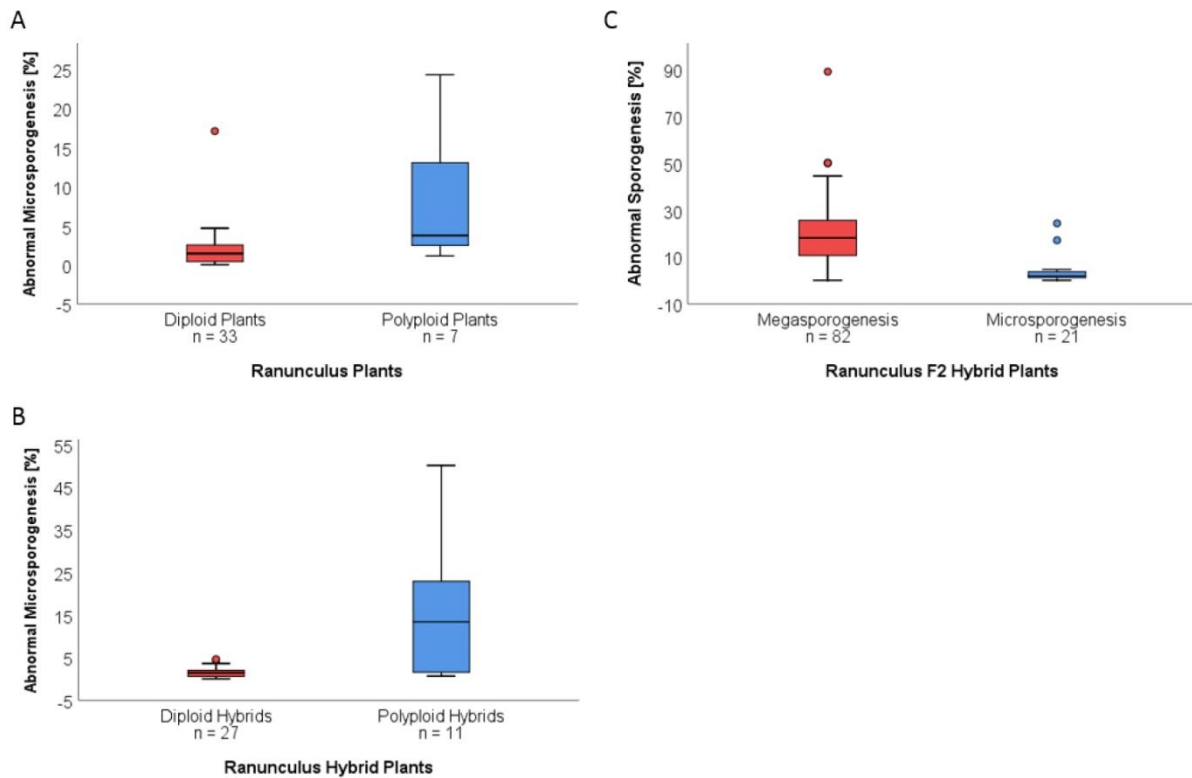 A
Abnormal Microsporogenesis [%]
25
20
15
10
5
0
-5
Diploid Plants
n = 33
Polyploid Plants
n = 7
Ranunculus Plants
C
Abnormal Sporogenesis [%]
90
70
50
30
10
-10
Megasporogenesis
n = 82
Microsporogenesis
n = 21
Ranunculus F2 Hybrid Plants
B
Abnormal Microsporogenesis [%]
55
45
35
25
15
5
-5
Diploid Hybrids
n = 27
Polyploid Hybrids
n = 11
Ranunculus Hybrid Plants